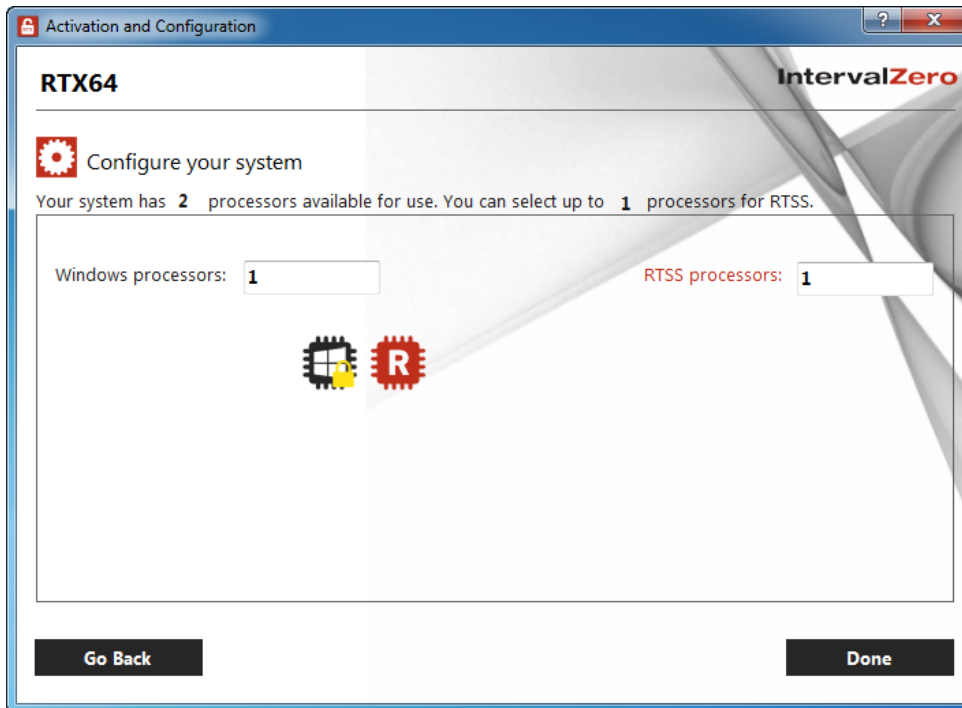 Activation and Configuration
?
RTX64
IntervalZero
Configure your system
Your system has 2 processors available for use. You can select up to 1 processors for RTSS.
Windows processors: 1
RTSS processors: 1
R
Go Back
Done